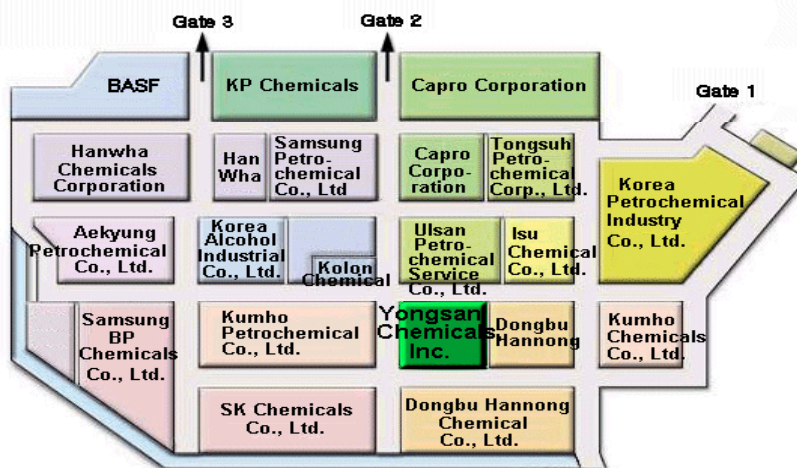 Gate 3
Gate 2
BASF
KP Chemicals
Capro Corporation
Gate 1
Hanwha
Chemicals
Corporation
Han
Wha
Samsung
Petro-
chemical
Co., Ltd
Capro
Corpo-
ration
Tongsuh
Petro-
chemical
Corp., Ltd.
Korea
Petrochemical
Industry
Co., Ltd.
Aekyung
Petrochemical
Co., Ltd.
Korea
Alcohol
Industrial
Co., Ltd.
Kolon
Chemical
Ulsan
Petro-
chemical
Service
Co., Ltd.
Isu
Chemical
Co., Ltd.
Samsung
BP
Chemicals
Co., Ltd.
Kumho
Petrochemical
Co., Ltd.
Yongsan
Chemicals
Inc.
Dongbu
Hannong
Kumho
Chemicals
Co., Ltd.
SK Chemicals
Co., Ltd.
Dongbu Hannong
Chemical
Co., Ltd.